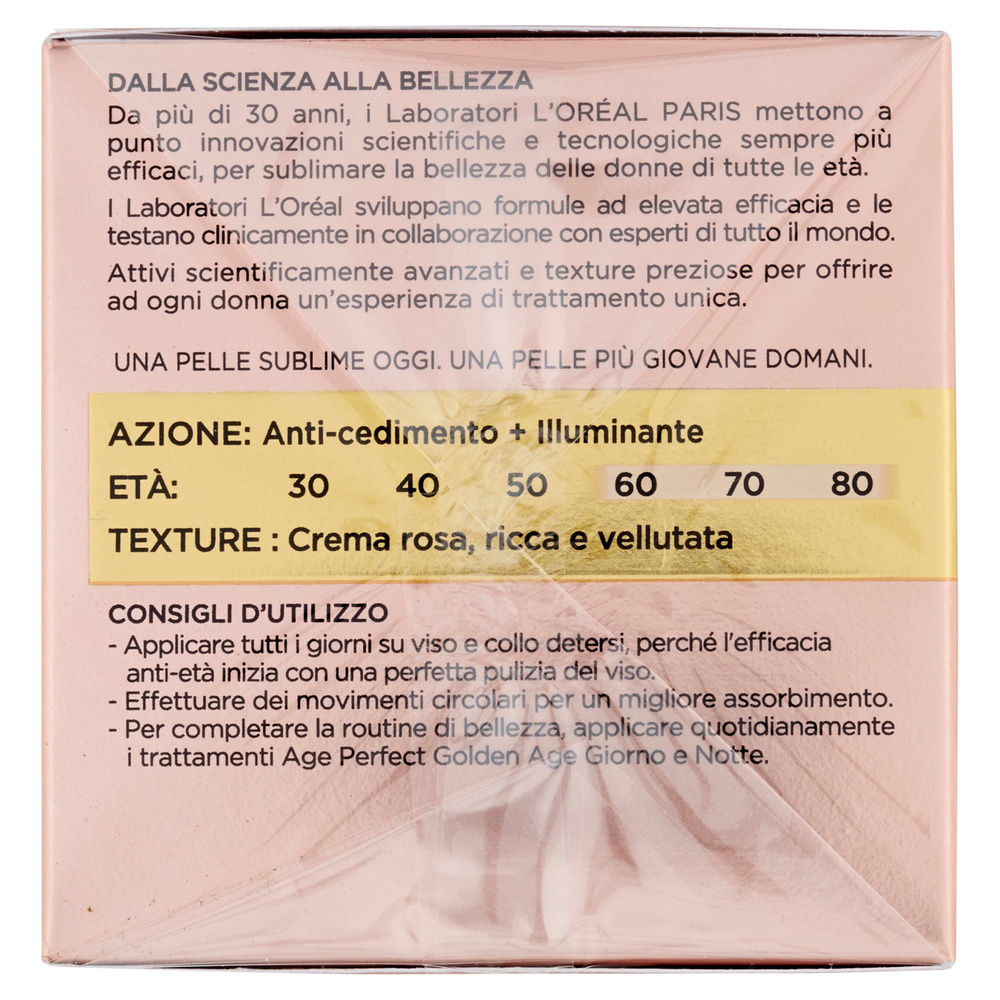 DALLA SCIENZA ALLA BELLEZZA
Da più di 30 anni, i Laboratori L'ORÉAL PARIS mettono a
punto innovazioni scientifiche e tecnologiche sempre più
efficaci, per sublimare la bellezza delle donne di tutte le età.
I Laboratori L'Oréal sviluppano formule ad elevata efficacia e le
testano clinicamente in collaborazione con esperti di tutto il mondo.
Attivi scientificamente avanzati e texture preziose per offrire
ad ogni donna un'esperienza di trattamento unica.
UNA PELLE SUBLIME OGGI. UNA PELLE PIÙ GIOVANE DOMANI.
AZIONE: Anti-cedimento + Illuminante
ETÀ: 30 40 50 60 70 80
TEXTURE : Crema rosa, ricca e vellutata
CONSIGLI D'UTILIZZO
- Applicare tutti i giorni su viso e collo detersi, perché l'efficacia
anti-età inizia con una perfetta pulizia del viso.
- Effettuare dei movimenti circolari per un migliore assorbimento.
- Per completare la routine di bellezza, applicare quotidianamente
i trattamenti Age Perfect Golden Age Giorno e Notte.